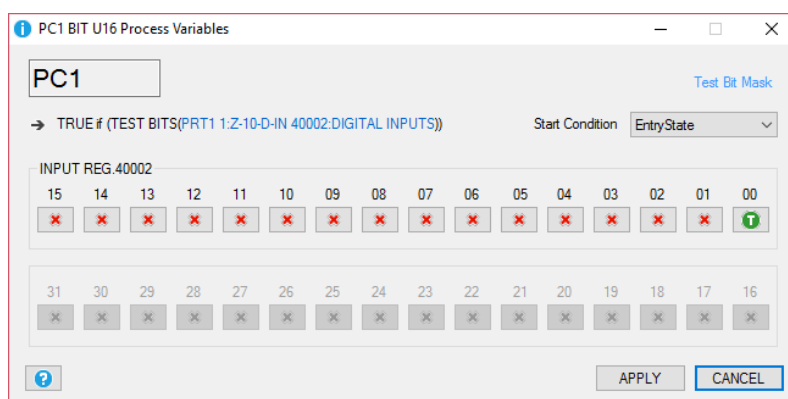 PC1 BIT U16 Process Variables
PC1
Test Bit Mask
TRUE if (TEST BITS(PRT1 1:Z-10-D-IN 40002:DIGITAL INPUTS)) Start Condition EntryState
INPUT REG.40002
15 14 13 12 11 10 09 08 07 06 05 04 03 02 01 00
T
31 30 29 28 27 26 25 24 23 22 21 20 19 18 17 16
? APPLY CANCEL